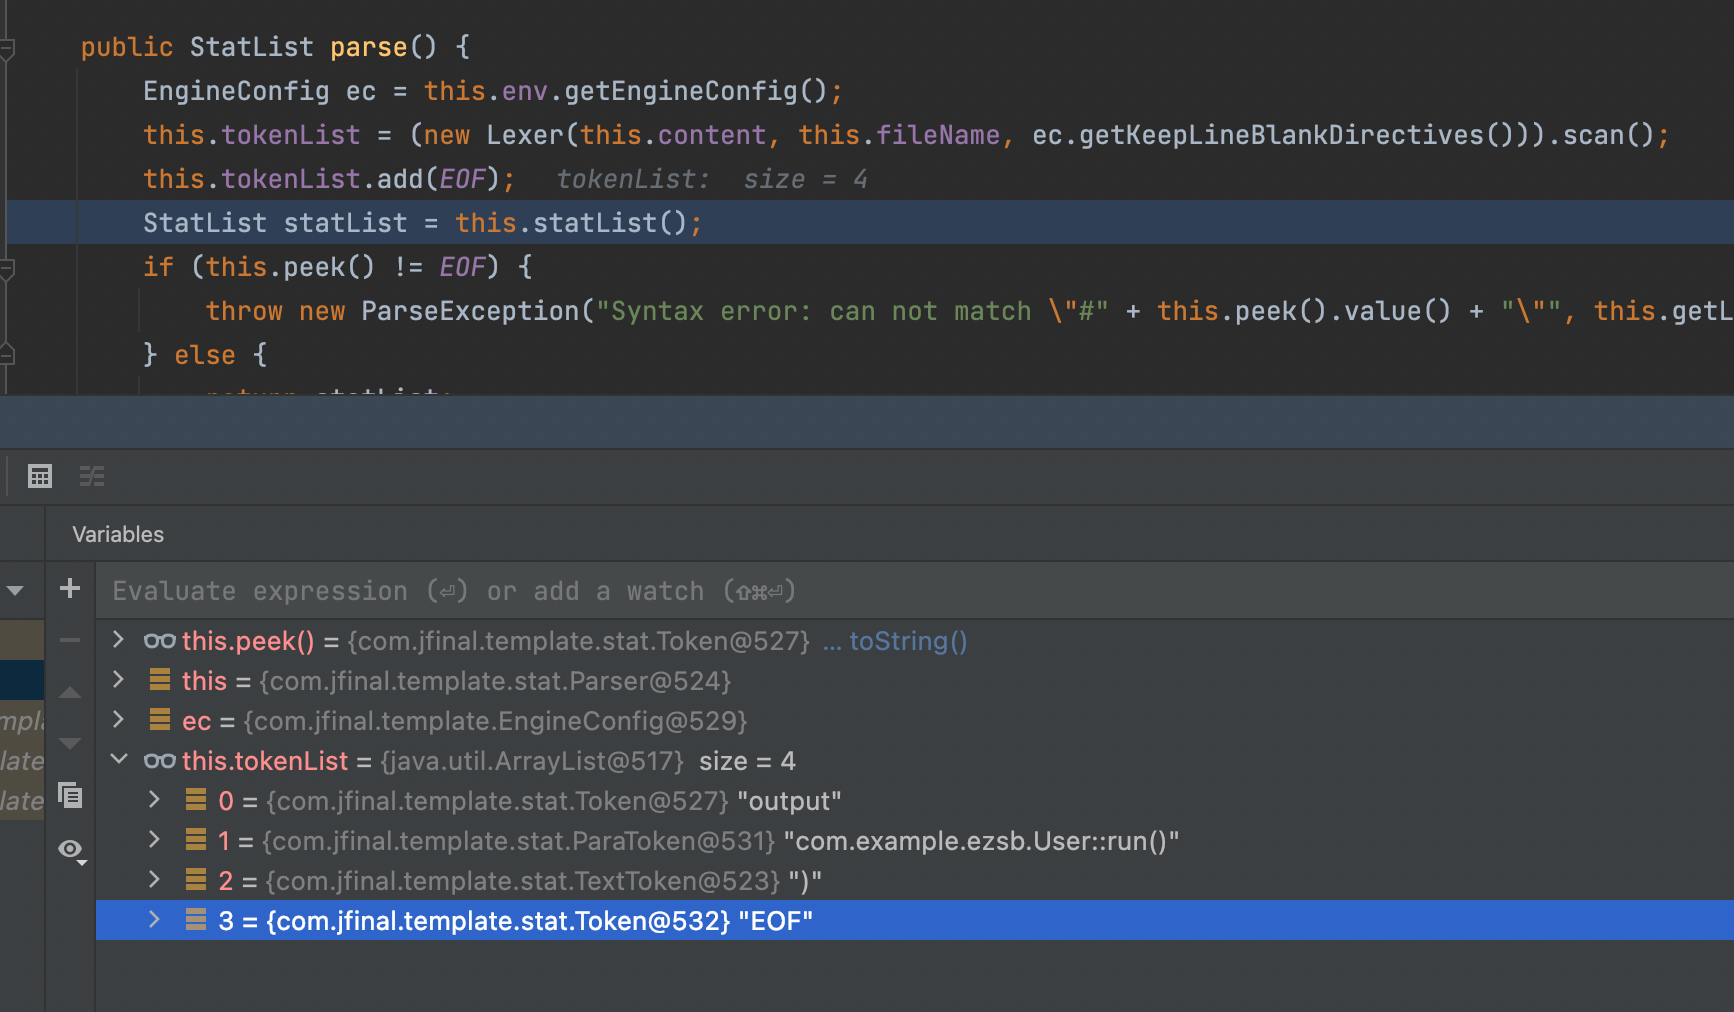 public StatList parse() {
EngineConfig ec = this.env.getEngineConfig();
this.tokenList = (new Lexer(this.content, this.fileName, ec.getKeepLineBlankDirectives())).scan();
this.tokenList.add(EOF);   tokenList:  size = 4
StatList statList = this.statList();
if (this.peek() != EOF) {
throw new ParseException("Syntax error: can not match \"#" + this.peek().value() + "\"", this.getL
} else {
Variables
Evaluate expression (⏎) or add a watch (⇧⌘⏎)
this.peek() = {com.jfinal.template.stat.Token@527} ... toString()
this = {com.jfinal.template.stat.Parser@524}
ec = {com.jfinal.template.EngineConfig@529}
this.tokenList = {java.util.ArrayList@517} size = 4
0 = {com.jfinal.template.stat.Token@527} "output"
1 = {com.jfinal.template.stat.ParaToken@531} "com.example.ezsb.User::run()"
2 = {com.jfinal.template.stat.TextToken@523} ")"
3 = {com.jfinal.template.stat.Token@532} "EOF"